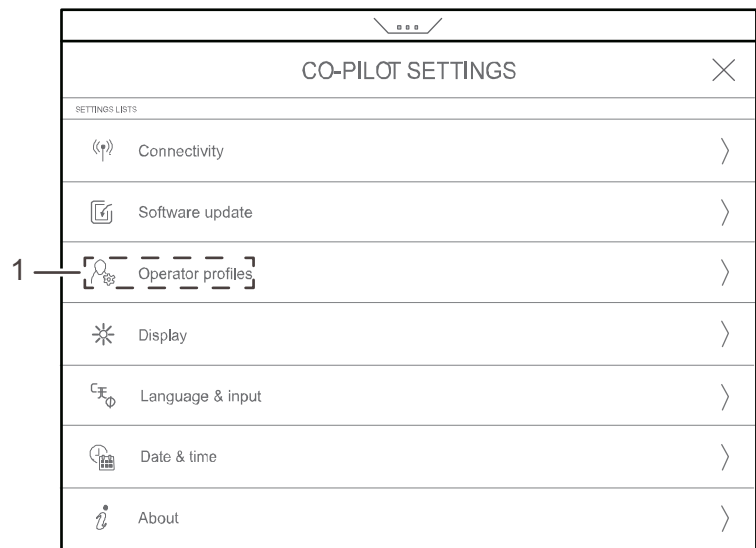 CO-PILOT SETTINGS
SETTINGS LISTS
Connectivity
Software update
1
Operator profiles
Display
Language & input
Date & time
About